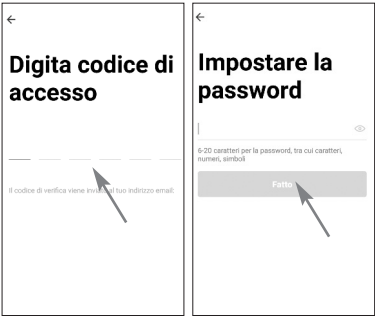 Digita codice di
accesso
Il codice di verifica viene inviato al tuo indirizzo email:
Impostare la
password
6-20 caratteri per la password, tra cui caratteri,
numeri, simboli
Fatto